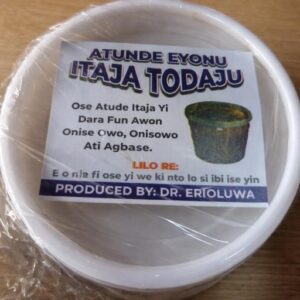 ATUNDE EYONU
ITAJA TODAJU
Ose Atude Itaja Yi
Dara Fun Awon
Onise Owo, Onisowo
Ati Agbase.
LILO RE:
E o ma fi ose yi we ki nto lo si ibi ise yin
PRODUCED BY: DR. ERIOLUWA